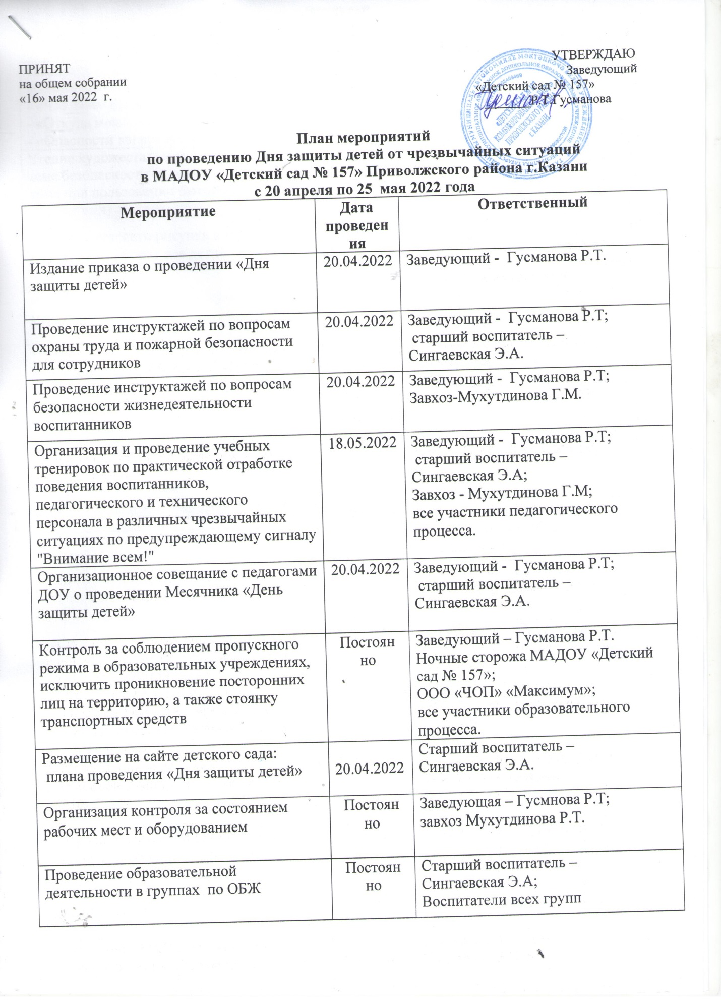 ПРИНЯТ
на общем собрании
«16» мая 2022 г.
УТВЕРЖДАЮ
Заведующий
«Детский сад № 157»
Р.Т.Гусманова
План мероприятий
по проведению Дня защиты детей от чрезвычайных ситуаций
в МАДОУ «Детский сад № 157» Приволжского района г.Казани
с 20 апреля по 25 мая 2022 года
Мероприятие
Дата
проведен
ия
Ответственный
Издание приказа о проведении «Дня
защиты детей»
20.04.2022
Заведующий - Гусманова Р.Т.
Проведение инструктажей по вопросам
охраны труда и пожарной безопасности
для сотрудников
20.04.2022
Заведующий - Гусманова Р.Т;
старший воспитатель –
Сингаевская Э.А.
Проведение инструктажей по вопросам
безопасности жизнедеятельности
воспитанников
20.04.2022
Заведующий - Гусманова Р.Т;
Завхоз-Мухутдинова Г.М.
Организация и проведение учебных
тренировок по практической отработке
поведения воспитанников,
педагогического и технического
персонала в различных чрезвычайных
ситуациях по предупреждающему сигналу
"Внимание всем!"
18.05.2022
Заведующий - Гусманова Р.Т;
старший воспитатель –
Сингаевская Э.А;
Завхоз - Мухутдинова Г.М;
все участники педагогического
процесса.
Организационное совещание с педагогами
ДОУ о проведении Месячника «День
защиты детей»
20.04.2022
Заведующий - Гусманова Р.Т;
старший воспитатель –
Сингаевская Э.А.
Контроль за соблюдением пропускного
режима в образовательных учреждениях,
исключить проникновение посторонних
лиц на территорию, а также стоянку
транспортных средств
Постоян
но
Заведующий – Гусманова Р.Т.
Ночные сторожа МАДОУ «Детский
сад № 157»;
ООО «ЧОП» «Максимум»;
все участники образовательного
процесса.
Размещение на сайте детского сада:
плана проведения «Дня защиты детей»
20.04.2022
Старший воспитатель –
Сингаевская Э.А.
Организация контроля за состоянием
рабочих мест и оборудованием
Постоян
но
Заведующая – Гусмнова Р.Т;
завхоз Мухутдинова Р.Т.
Проведение образовательной
деятельности в группах по ОБЖ
Постоян
но
Старший воспитатель –
Сингаевская Э.А;
Воспитатели всех групп